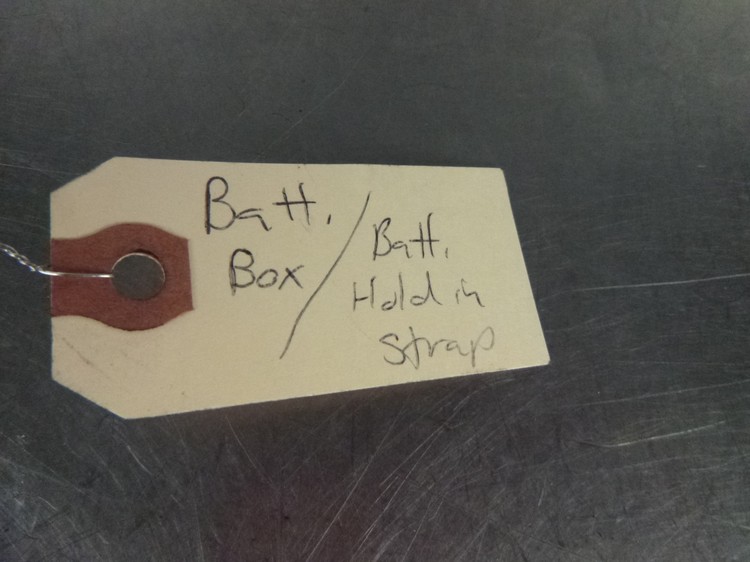 Batt.
Box / Batt.
Hold in
Strap